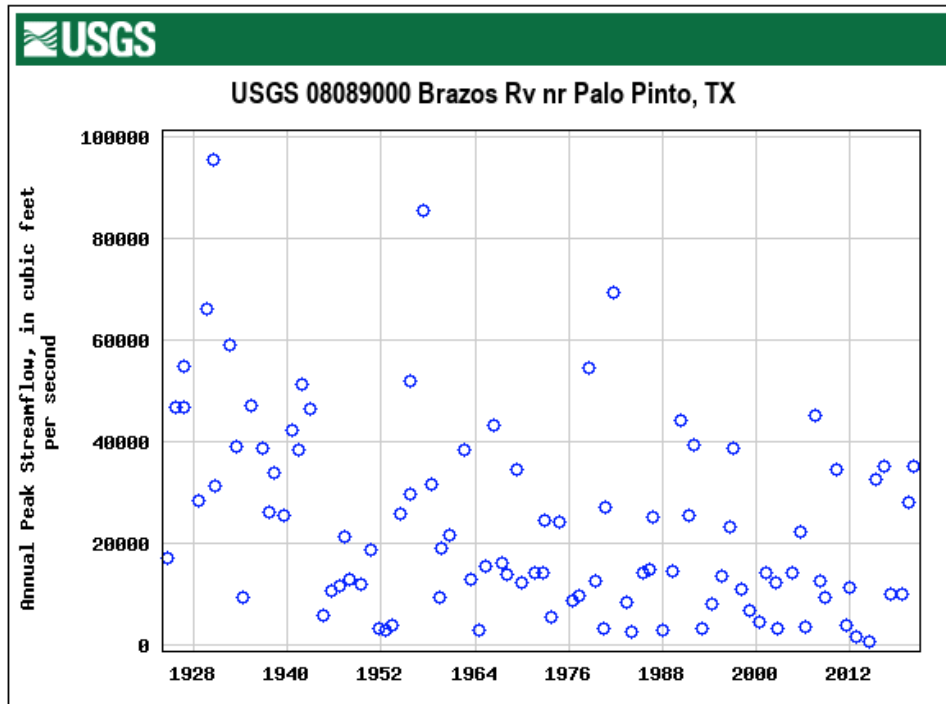 USGS
USGS 08089000 Brazos Rv nr Palo Pinto, TX
Annual Peak Streamflow, in cubic feet
per second
100000
80000
60000
40000
20000
0
1928 1940 1952 1964 1976 1988 2000 2012